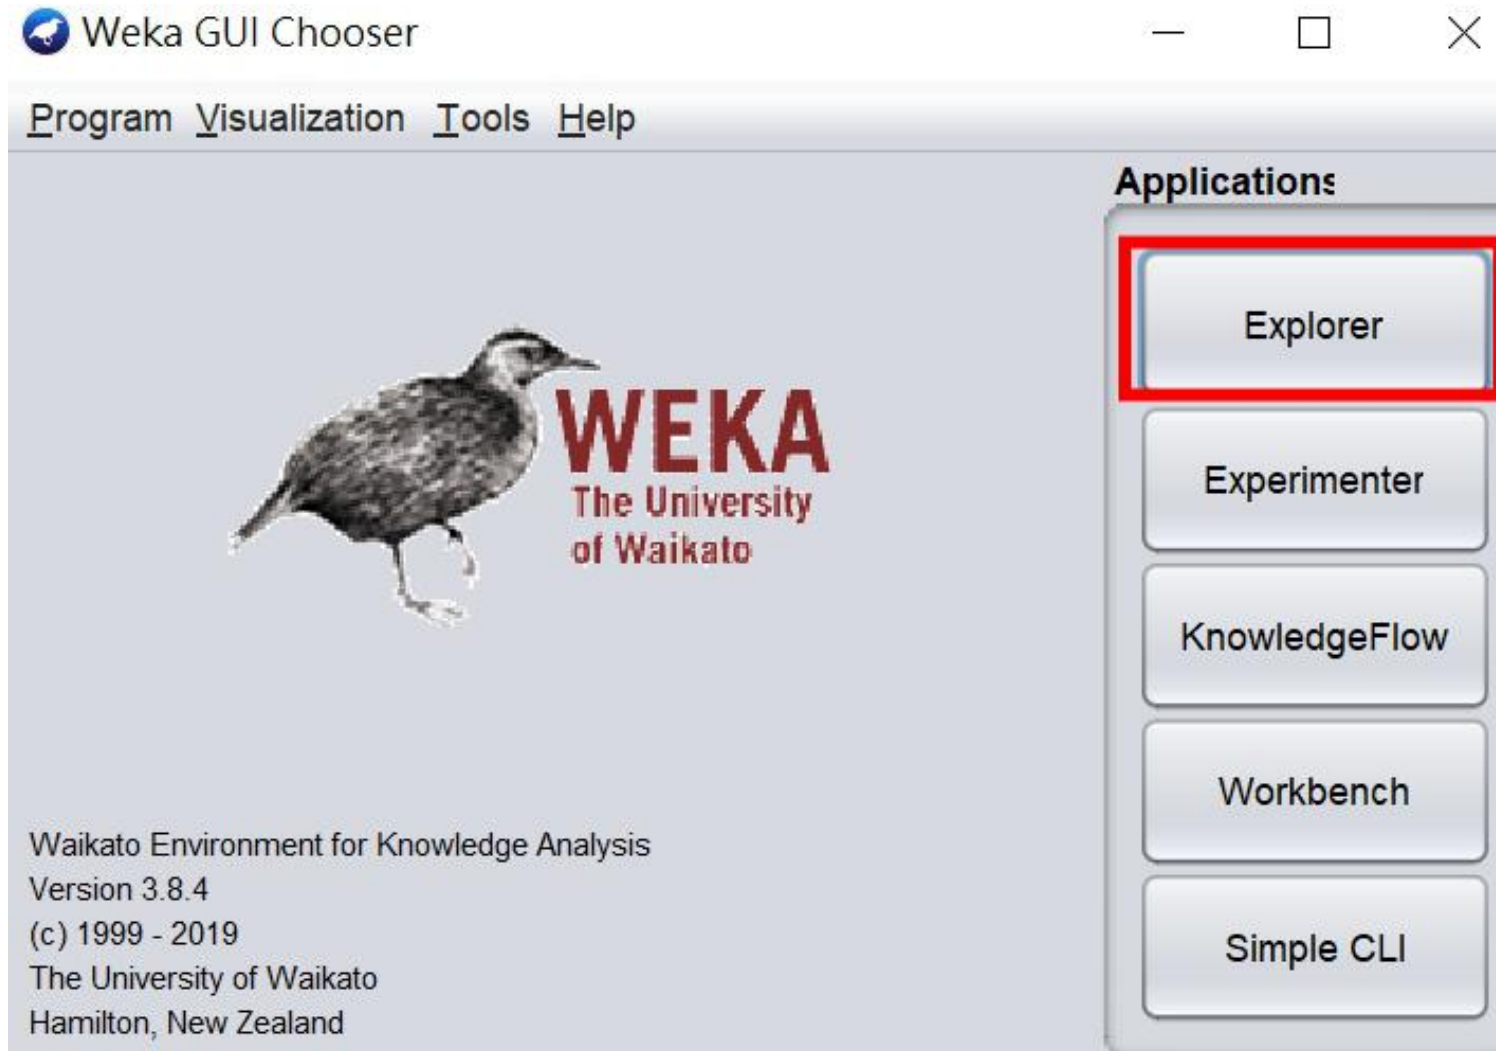 Weka GUI Chooser
Program Visualization Tools Help
Applications
Explorer
Experimenter
KnowledgeFlow
Workbench
Simple CLI
WEKA
The University
of Waikato
Waikato Environment for Knowledge Analysis
Version 3.8.4
(c) 1999 - 2019
The University of Waikato
Hamilton, New Zealand